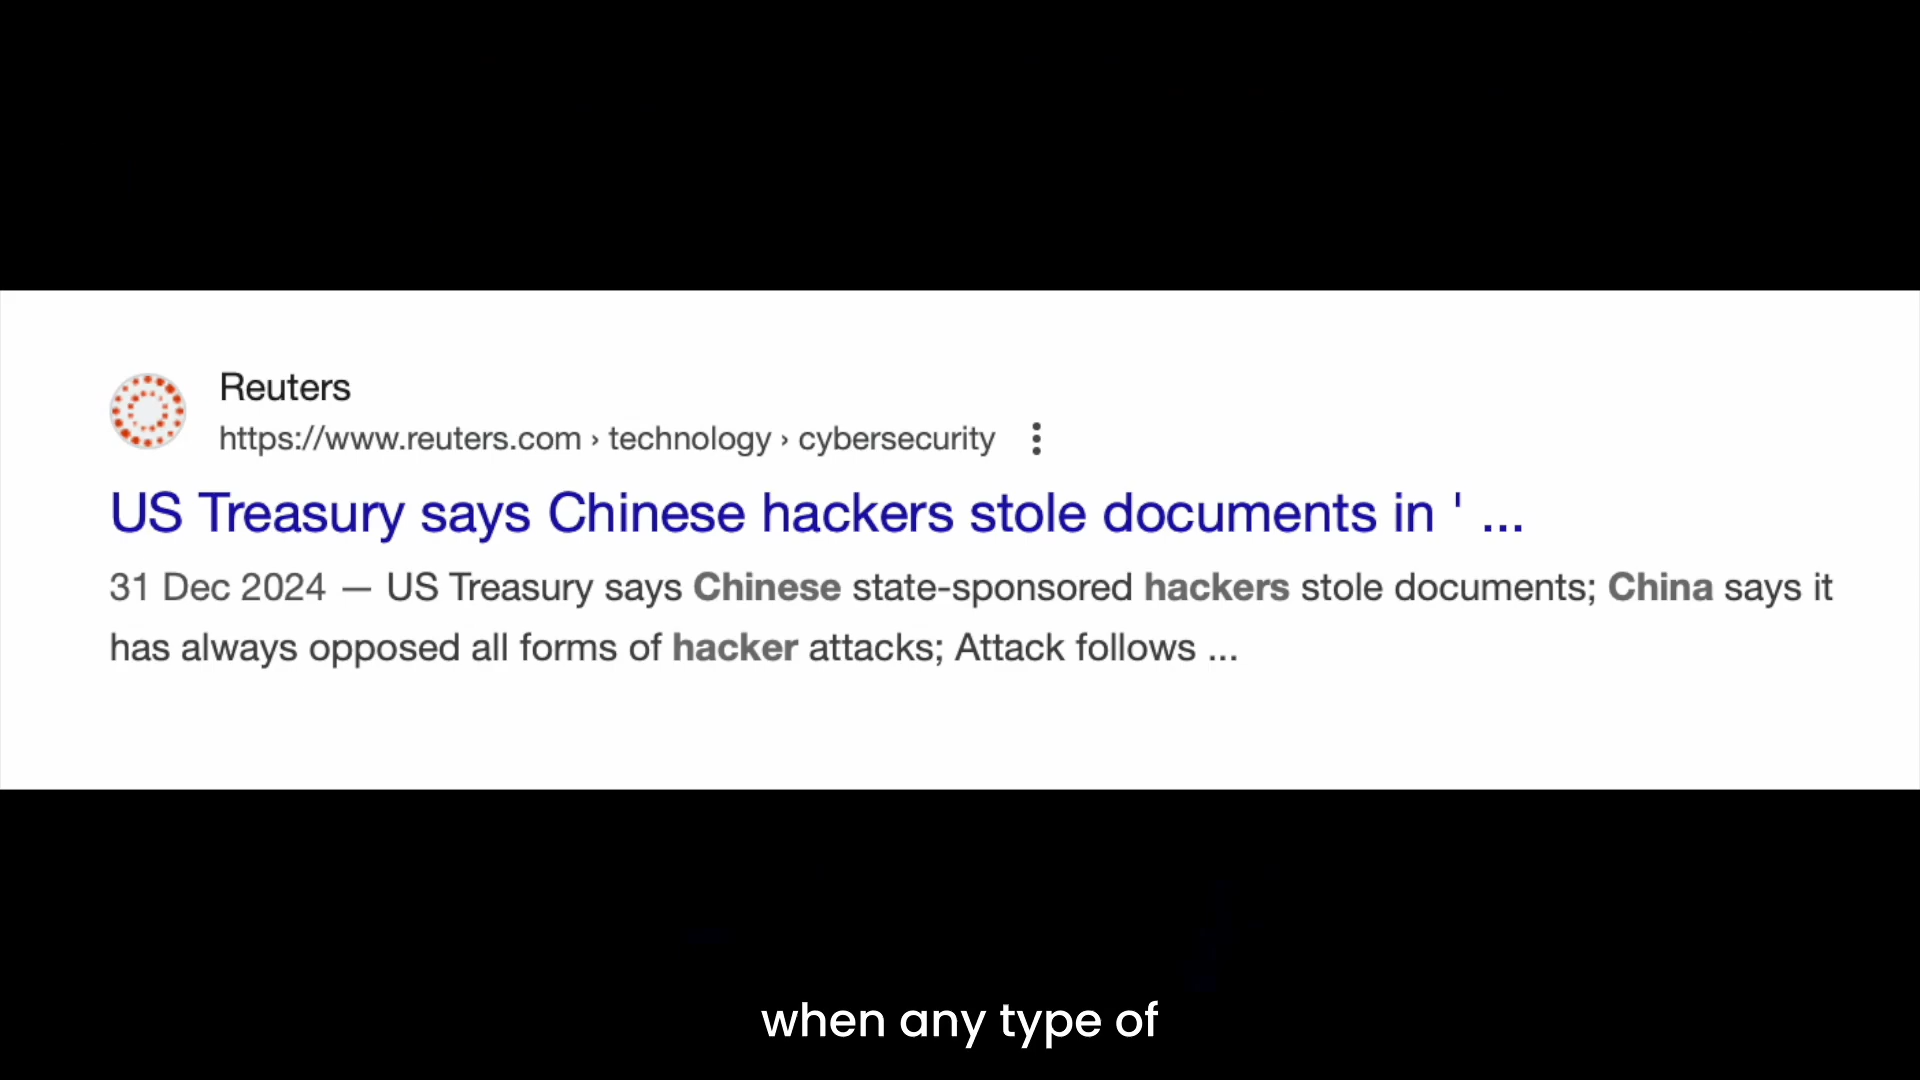 Reuters
https://www.reuters.com › technology › cybersecurity
US Treasury says Chinese hackers stole documents in ' ...
31 Dec 2024 — US Treasury says Chinese state-sponsored hackers stole documents; China says it
has always opposed all forms of hacker attacks; Attack follows ...
when any type of